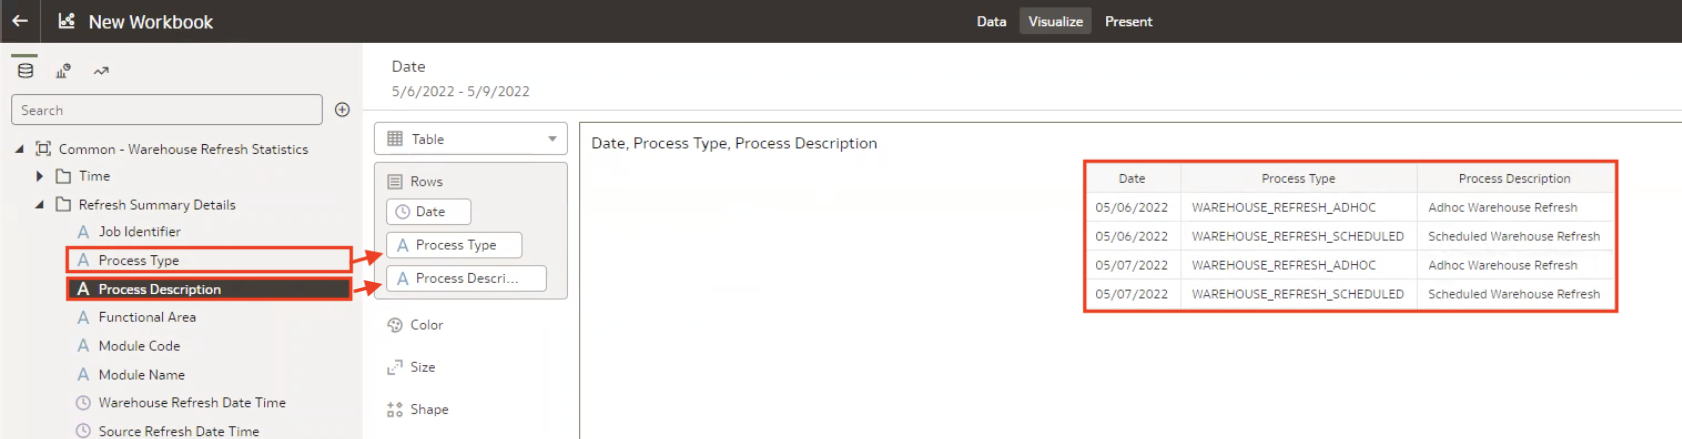 New Workbook
Data Visualize Present
Search
Common - Warehouse Refresh Statistics
Time
Refresh Summary Details
A Job Identifier
A Process Type
A Process Description
A Functional Area
A Module Code
A Module Name
Warehouse Refresh Date Time
Source Refresh Date Time
Date
5/6/2022 - 5/9/2022
Table
Rows
Date
A Process Type
A Process Descri...
Color
Size
Shape
Date, Process Type, Process Description
Date Process Type Process Description
05/06/2022 WAREHOUSE_REFRESH_ADHOC Adhoc Warehouse Refresh
05/06/2022 WAREHOUSE_REFRESH_SCHEDULED Scheduled Warehouse Refresh
05/07/2022 WAREHOUSE_REFRESH_ADHOC Adhoc Warehouse Refresh
05/07/2022 WAREHOUSE_REFRESH_SCHEDULED Scheduled Warehouse Refresh